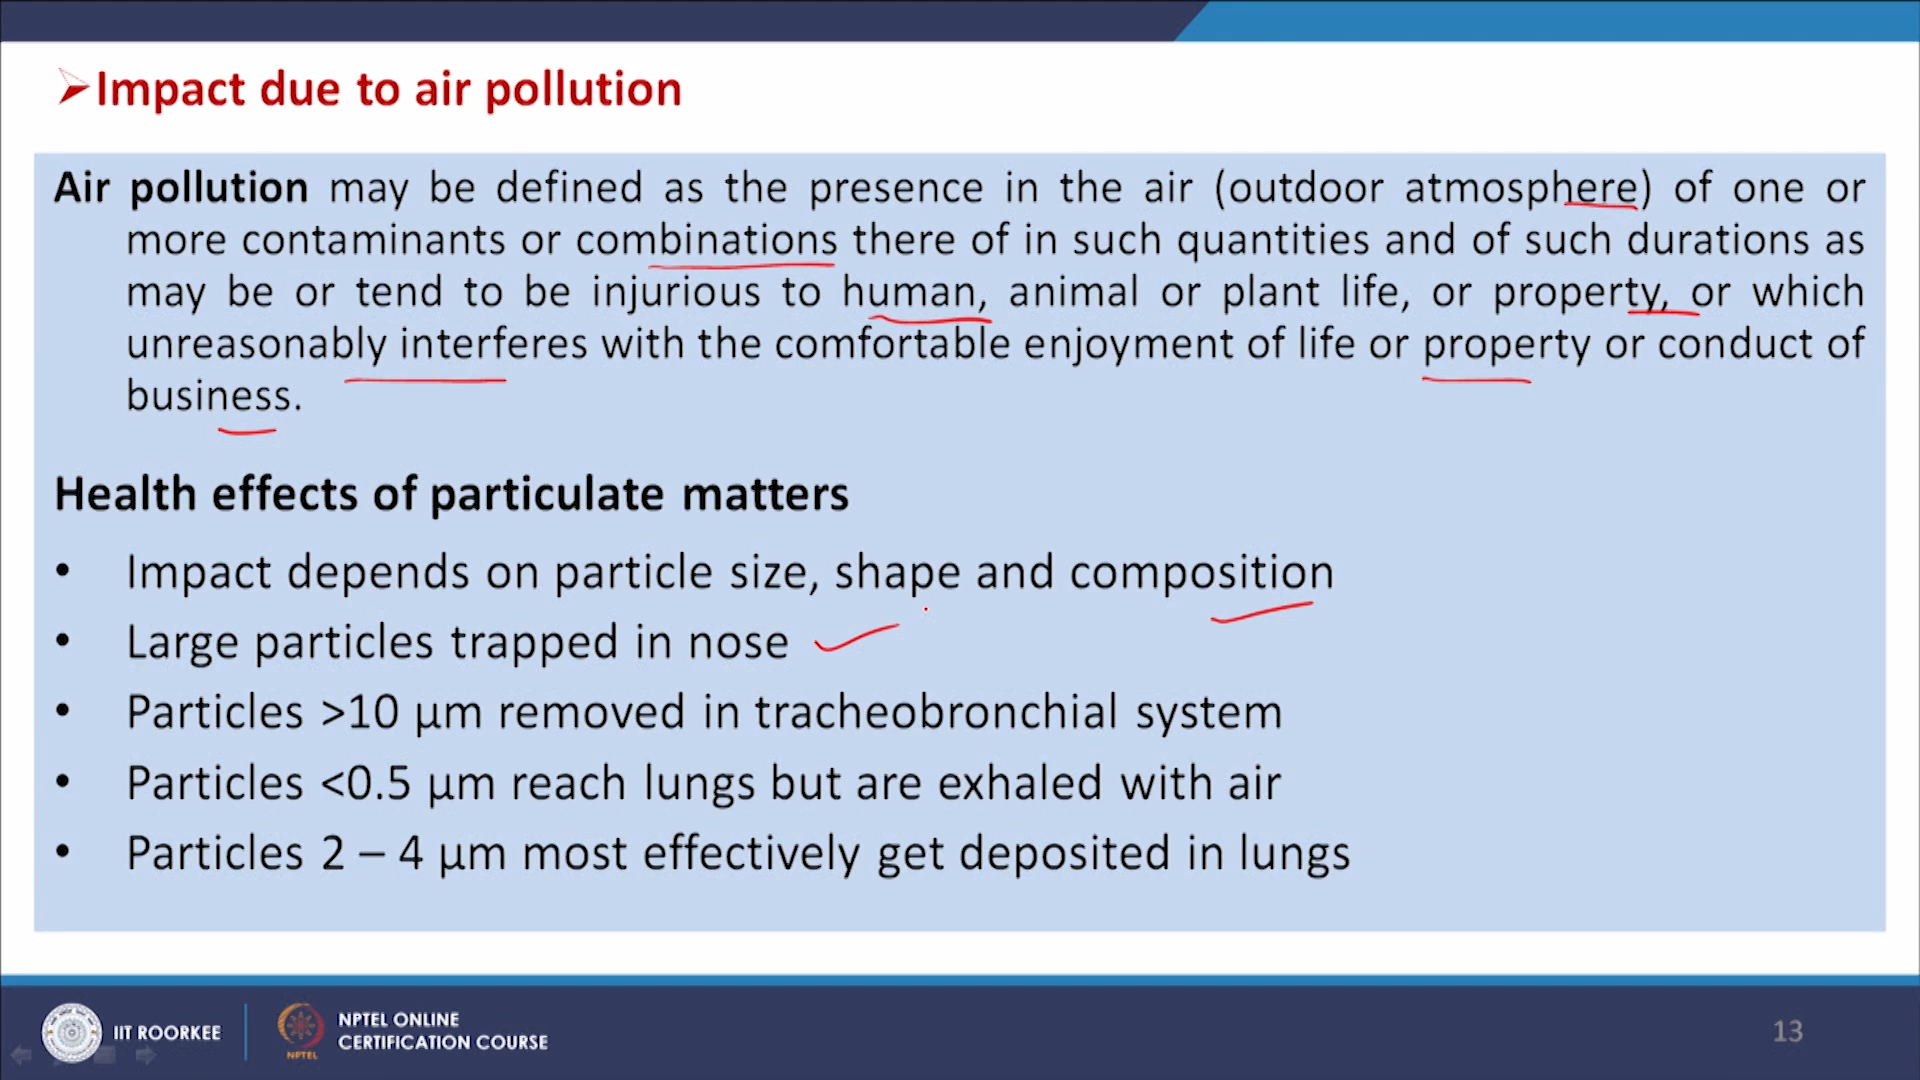 Impact due to air pollution
Air pollution may be defined as the presence in the air (outdoor atmosphere) of one or
more contaminants or combinations there of in such quantities and of such durations as
may be or tend to be injurious to human, animal or plant life, or property, or which
unreasonably interferes with the comfortable enjoyment of life or property or conduct of
business.
Health effects of particulate matters
• Impact depends on particle size, shape and composition
• Large particles trapped in nose
• Particles >10 µm removed in tracheobronchial system
• Particles <0.5 µm reach lungs but are exhaled with air
• Particles 2 – 4 µm most effectively get deposited in lungs
IIT ROORKEE
NPTEL
NPTEL ONLINE
CERTIFICATION COURSE
13